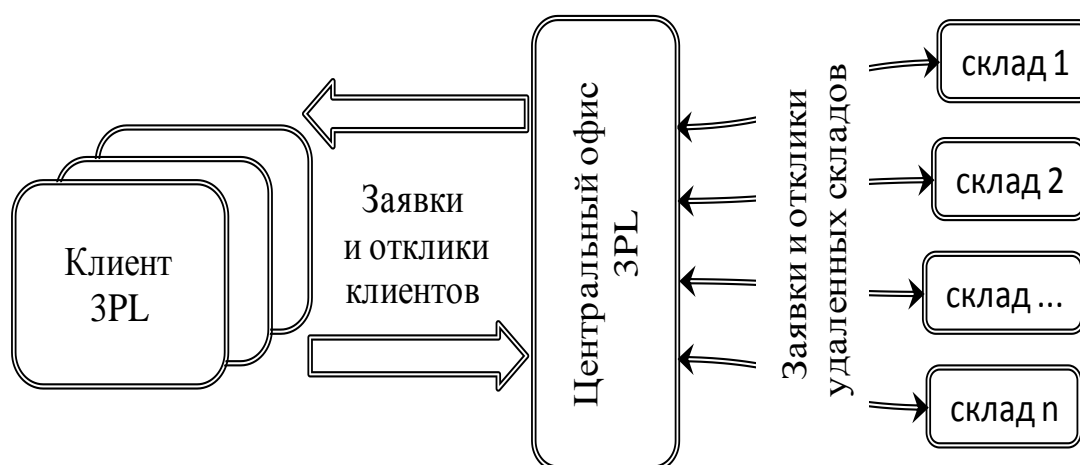 Клиент
3PL
Заявки
и отклики
клиентов
Центральный офис
3PL
Заявки и отклики
удаленных складов
склад 1
склад 2
склад ...
склад n